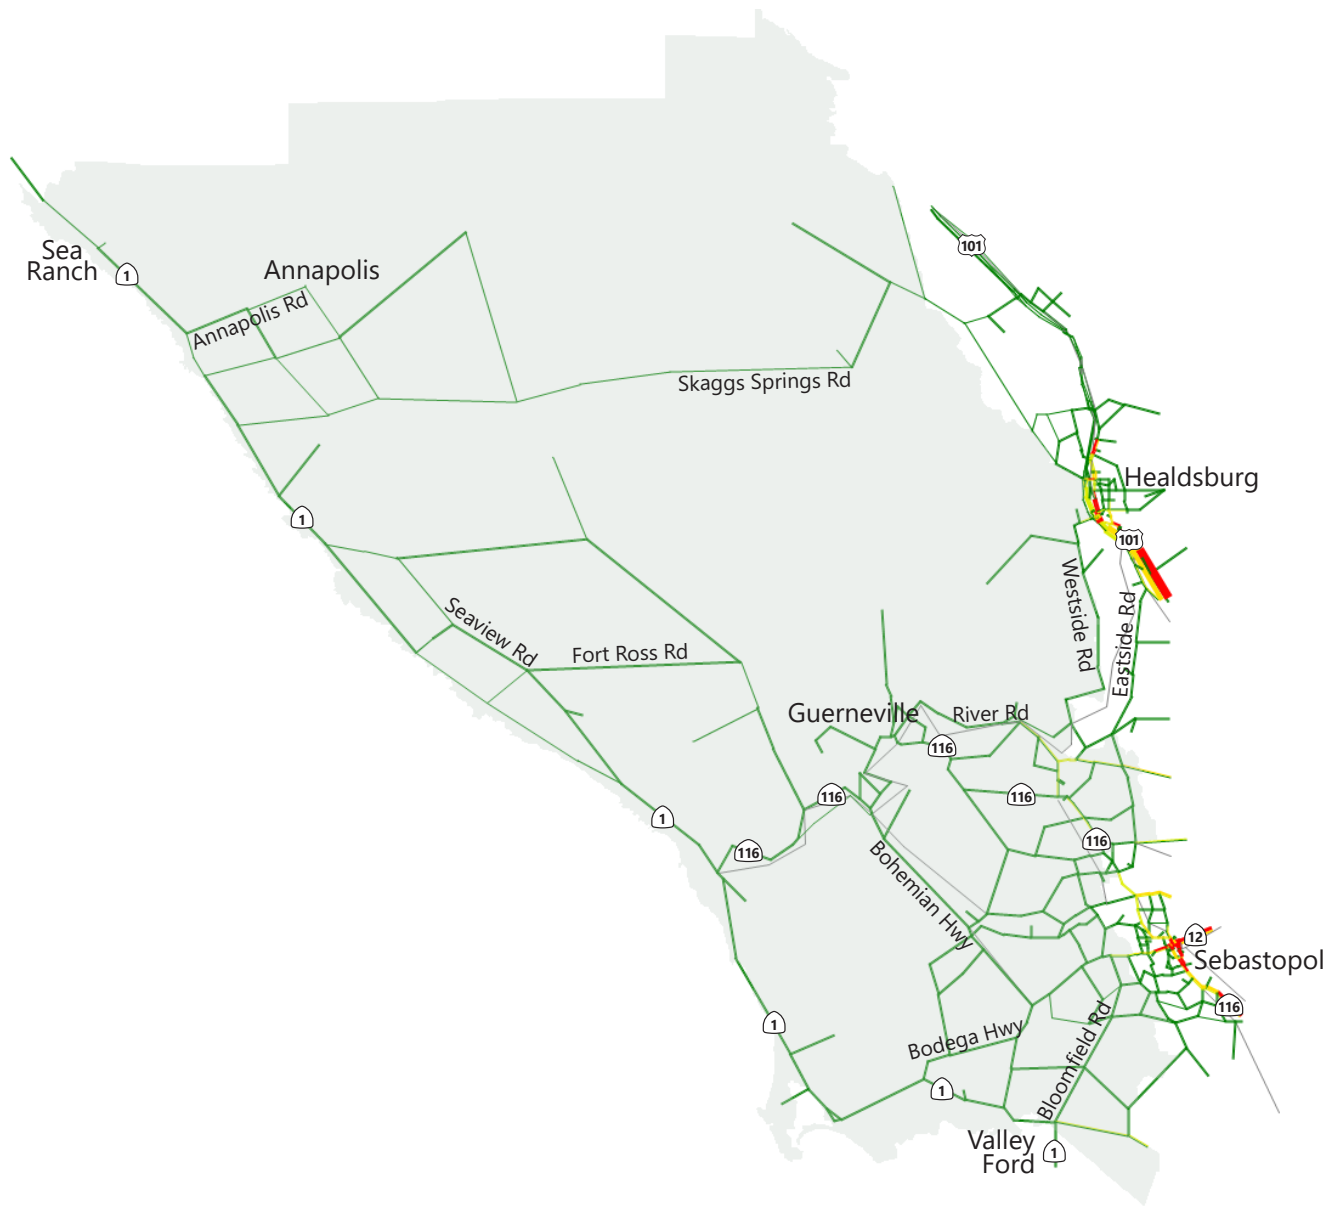 101
Sea
Ranch
1
Annapolis
Annapolis Rd
Skaggs Springs Rd
Healdsburg
1
101
Westside Rd
Eastside Rd
Seaview Rd
Fort Ross Rd
Guerneville
River Rd
116
116
116
1
116
116
Bohemian Hwy
12
Sebastopol
116
1
Bodega Hwy
Bloomfield Rd
1
Valley
Ford
1